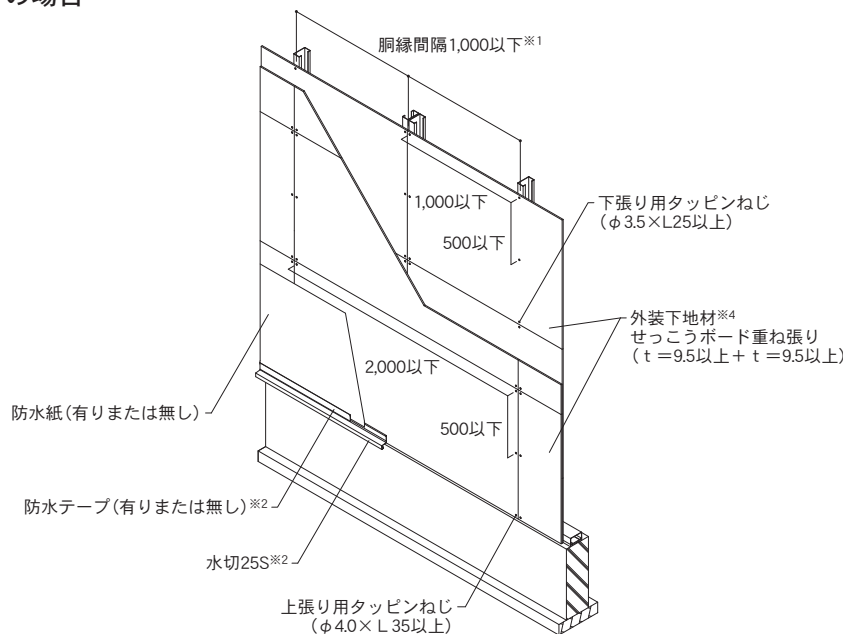 の場合
胴縁間隔1,000以下※1
1,000以下
500以下
下張り用タッピンねじ
(φ3.5×L25以上)
外装下地材※4
せっこうボード重ね張り
(t=9.5以上+t=9.5以上)
2,000以下
500以下
防水紙(有りまたは無し)
防水テープ(有りまたは無し)※2
水切25S※2
上張り用タッピンねじ
(φ4.0×L35以上)